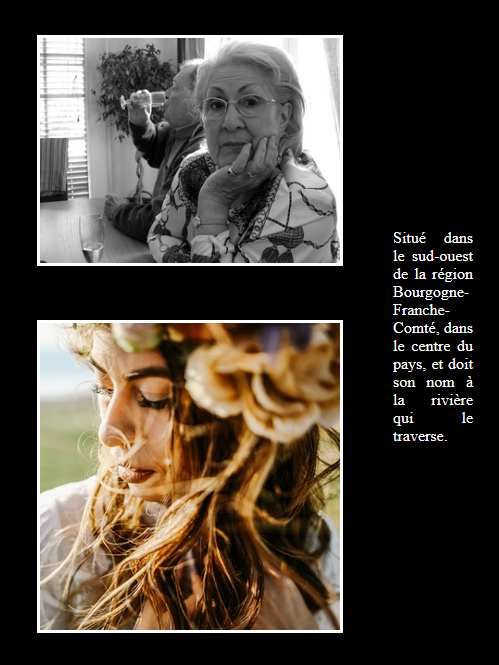 Situé dans
le sud-ouest
de la région
Bourgogne-
Franche-
Comté, dans
le centre du
pays, et doit
son nom à
la rivière
qui le
traverse.